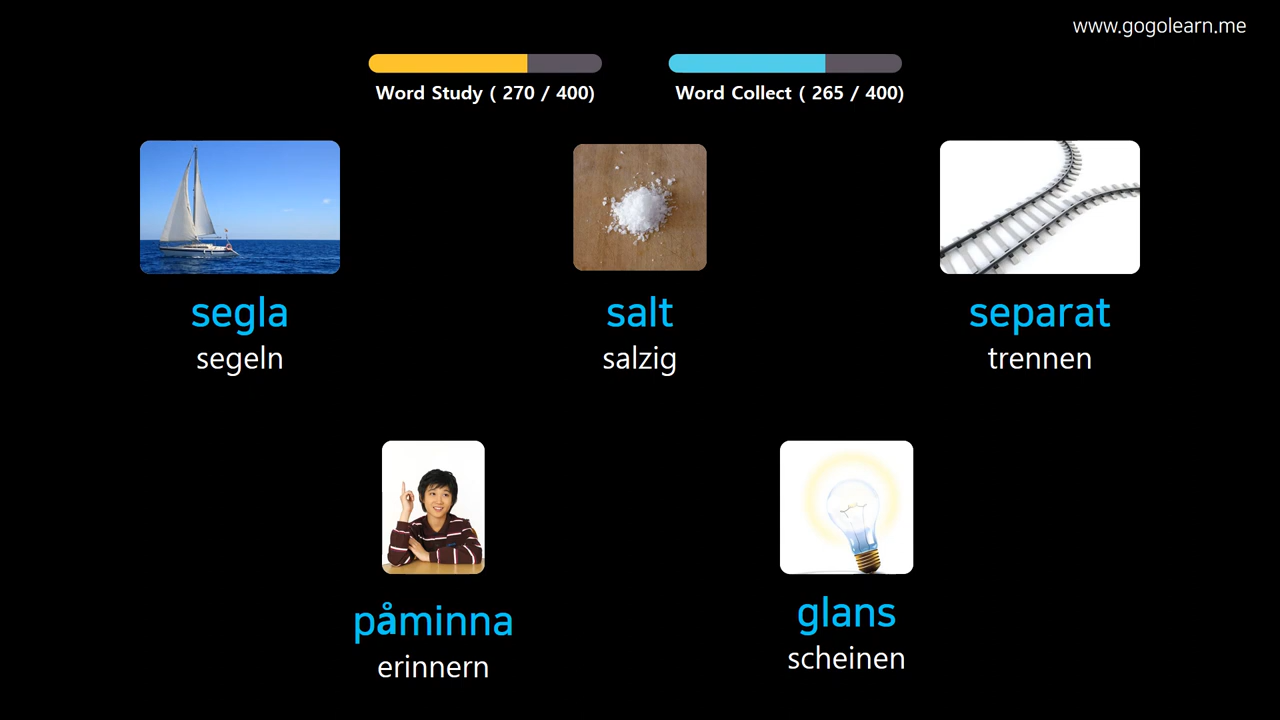 www.gogolearn.me
Word Study ( 270 / 400)
Word Collect ( 265 / 400)
segla
segeln
salt
salzig
separat
trennen
påminna
erinnern
glans
scheinen